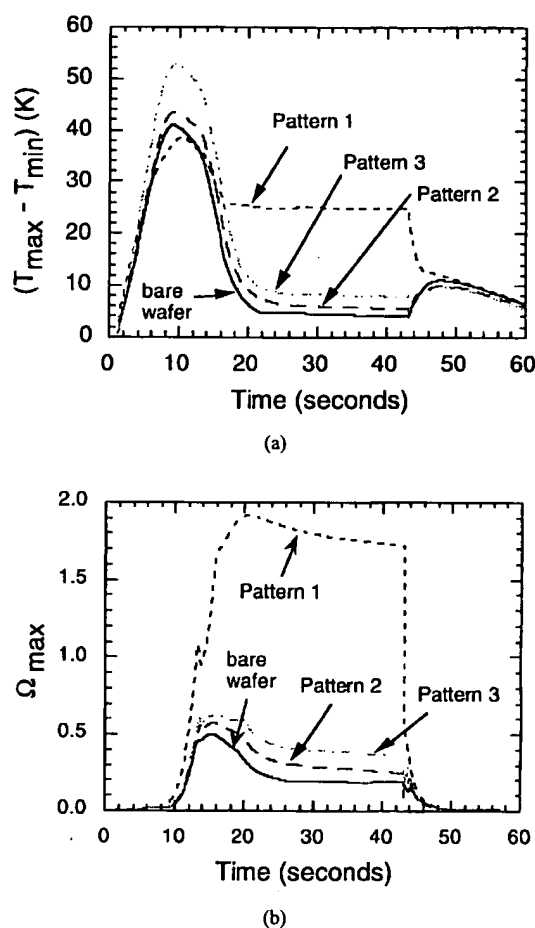 (T_max - T_min) (K)
60
50
40
30
20
10
0
Pattern 1
Pattern 3
Pattern 2
bare
wafer
0 10 20 30 40 50 60
Time (seconds)
(a)
Ω_max
2.0
1.5
1.0
0.5
0.0
Pattern 1
bare
wafer
Pattern 2
Pattern 3
0 10 20 30 40 50 60
Time (seconds)
(b)